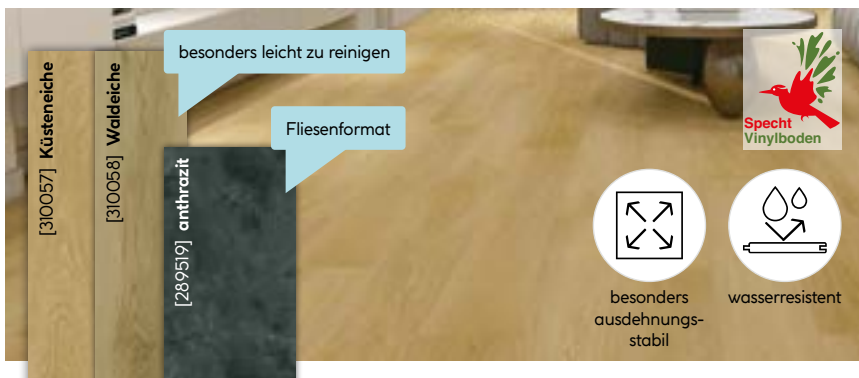 besonders leicht zu reinigen
Fliesenformat
[310057] Küsteneiche
[310058] Waldeiche
[289519] anthrazit
Specht
Vinylboden
besonders
ausdehnungs-
stabil
wasserresistent